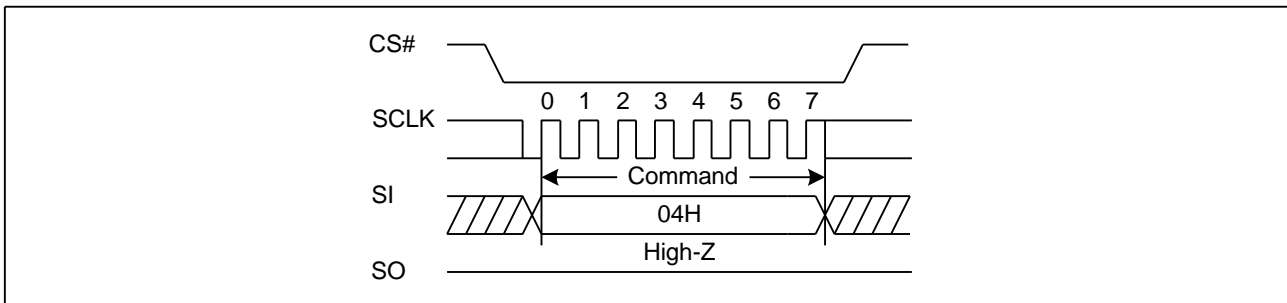 CS#
0 1 2 3 4 5 6 7
SCLK
Command
SI
04H
High-Z
SO